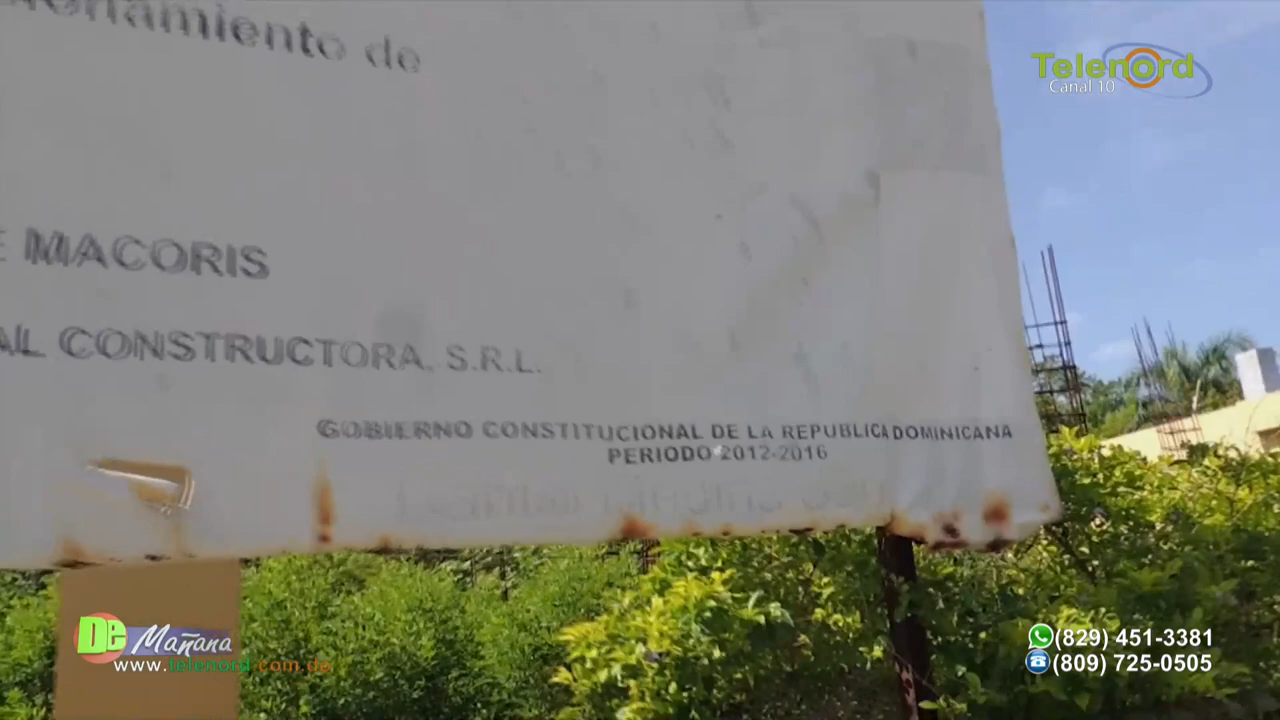 ionamiento de
Telenord
Canal 10
E MACORIS
AL CONSTRUCTORA, S.R.L.
GOBIERNO CONSTITUCIONAL DE LA REPUBLICA DOMINICANA
PERIODO 2012-2016
De Mañana
www.telenord.com.do
(829) 451-3381
(809) 725-0505